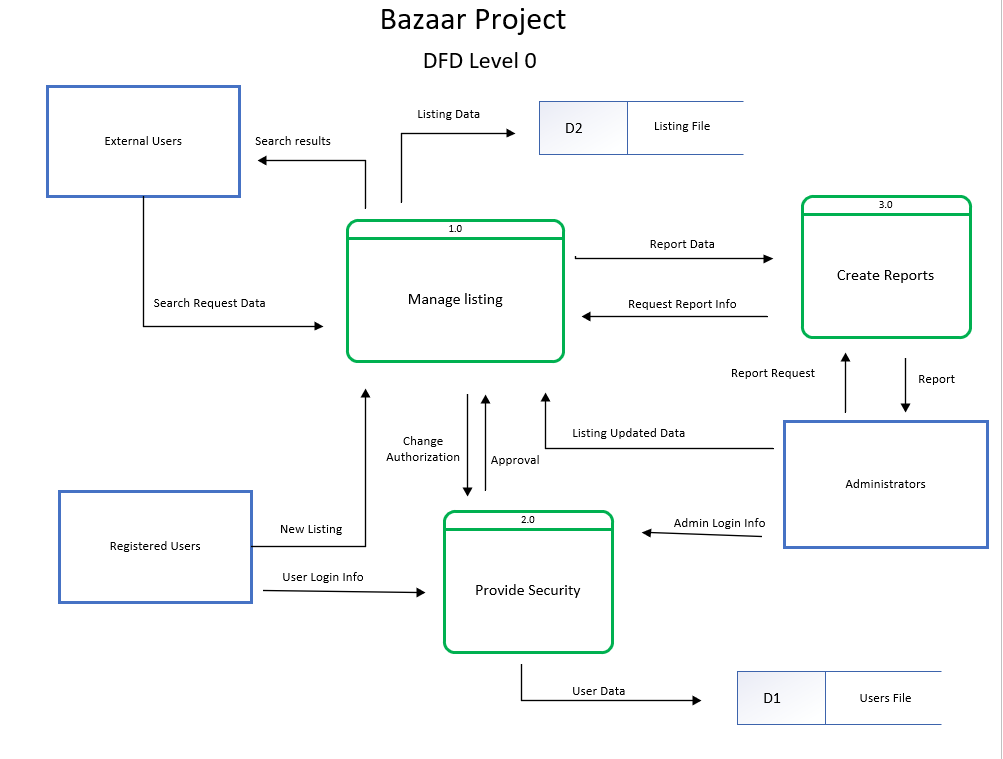 Bazaar Project
DFD Level 0
External Users
Search results
Listing Data
D2
Listing File
1.0
Manage listing
Report Data
Request Report Info
3.0
Create Reports
Search Request Data
Report Request
Report
Change
Authorization
Approval
Listing Updated Data
Administrators
Registered Users
New Listing
User Login Info
2.0
Provide Security
Admin Login Info
User Data
D1
Users File